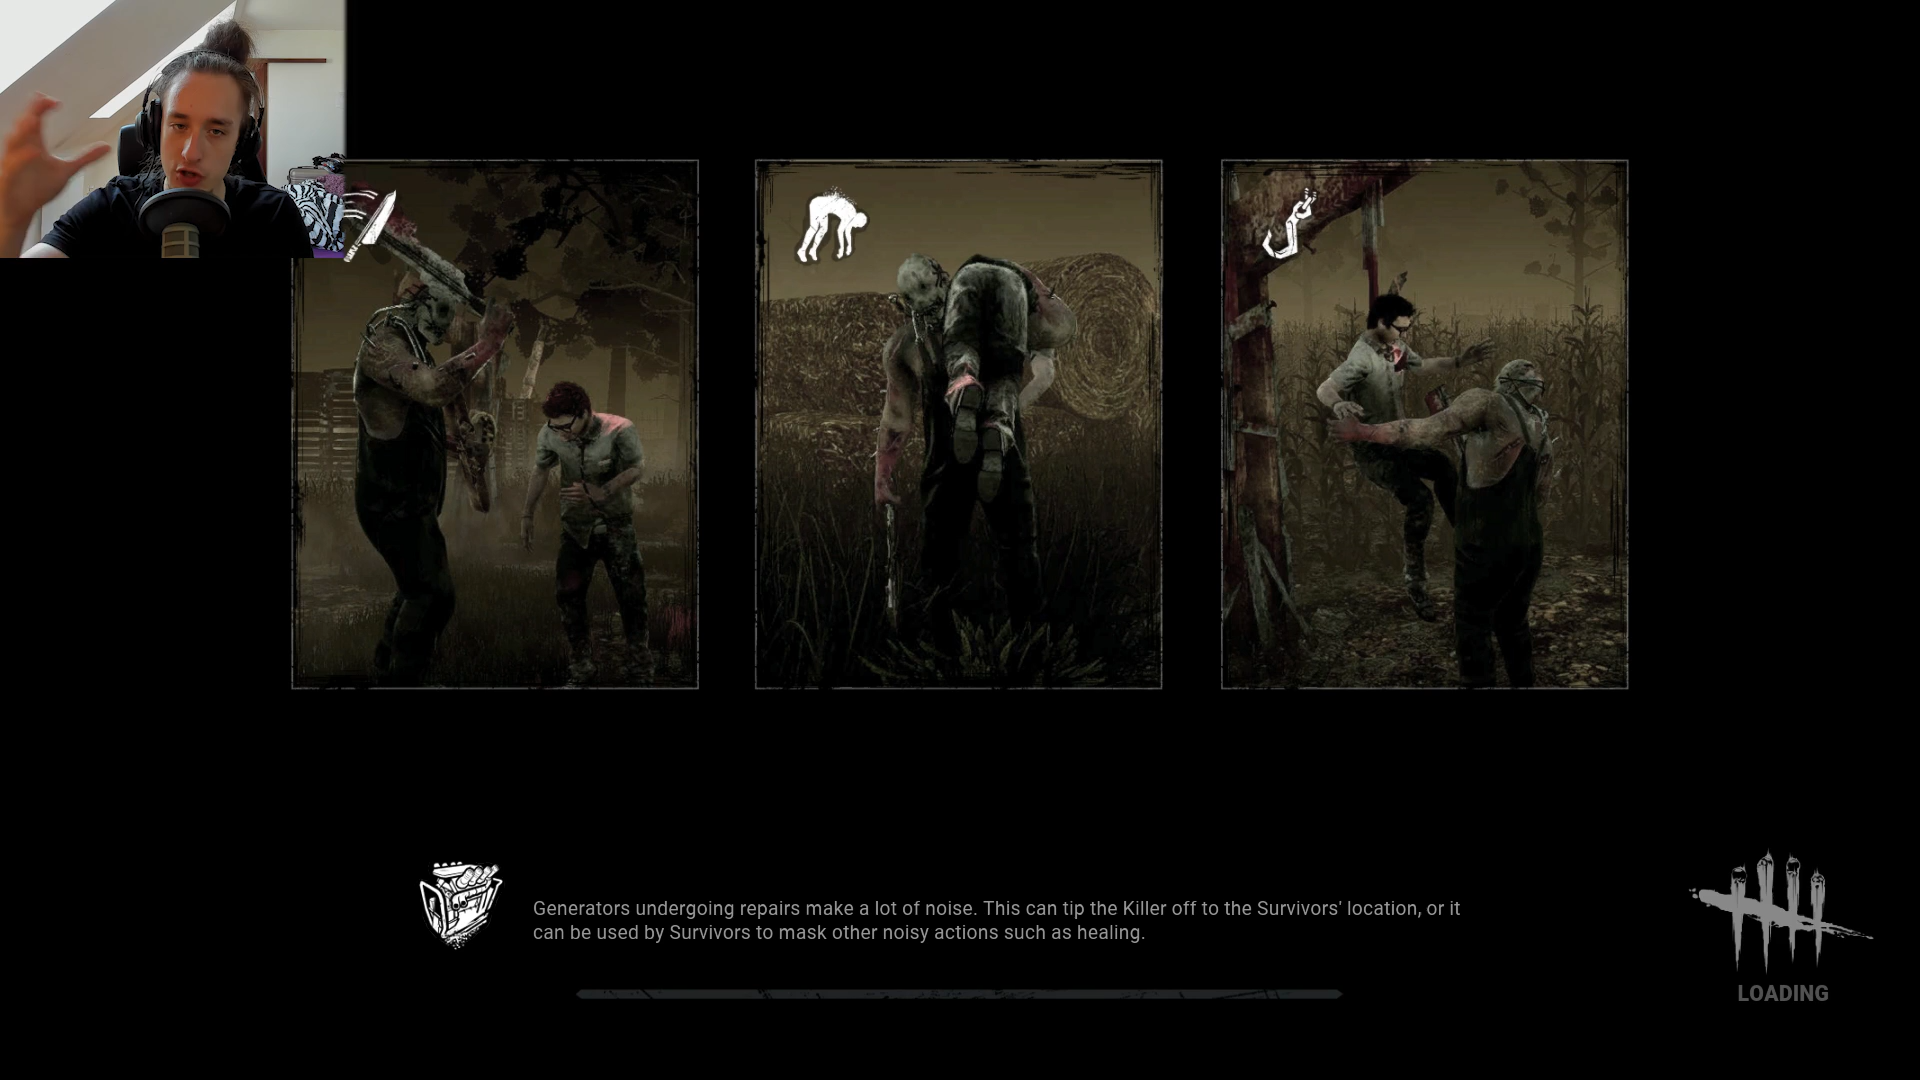 Generators undergoing repairs make a lot of noise. This can tip the Killer off to the Survivors' location, or it
can be used by Survivors to mask other noisy actions such as healing.
LOADING